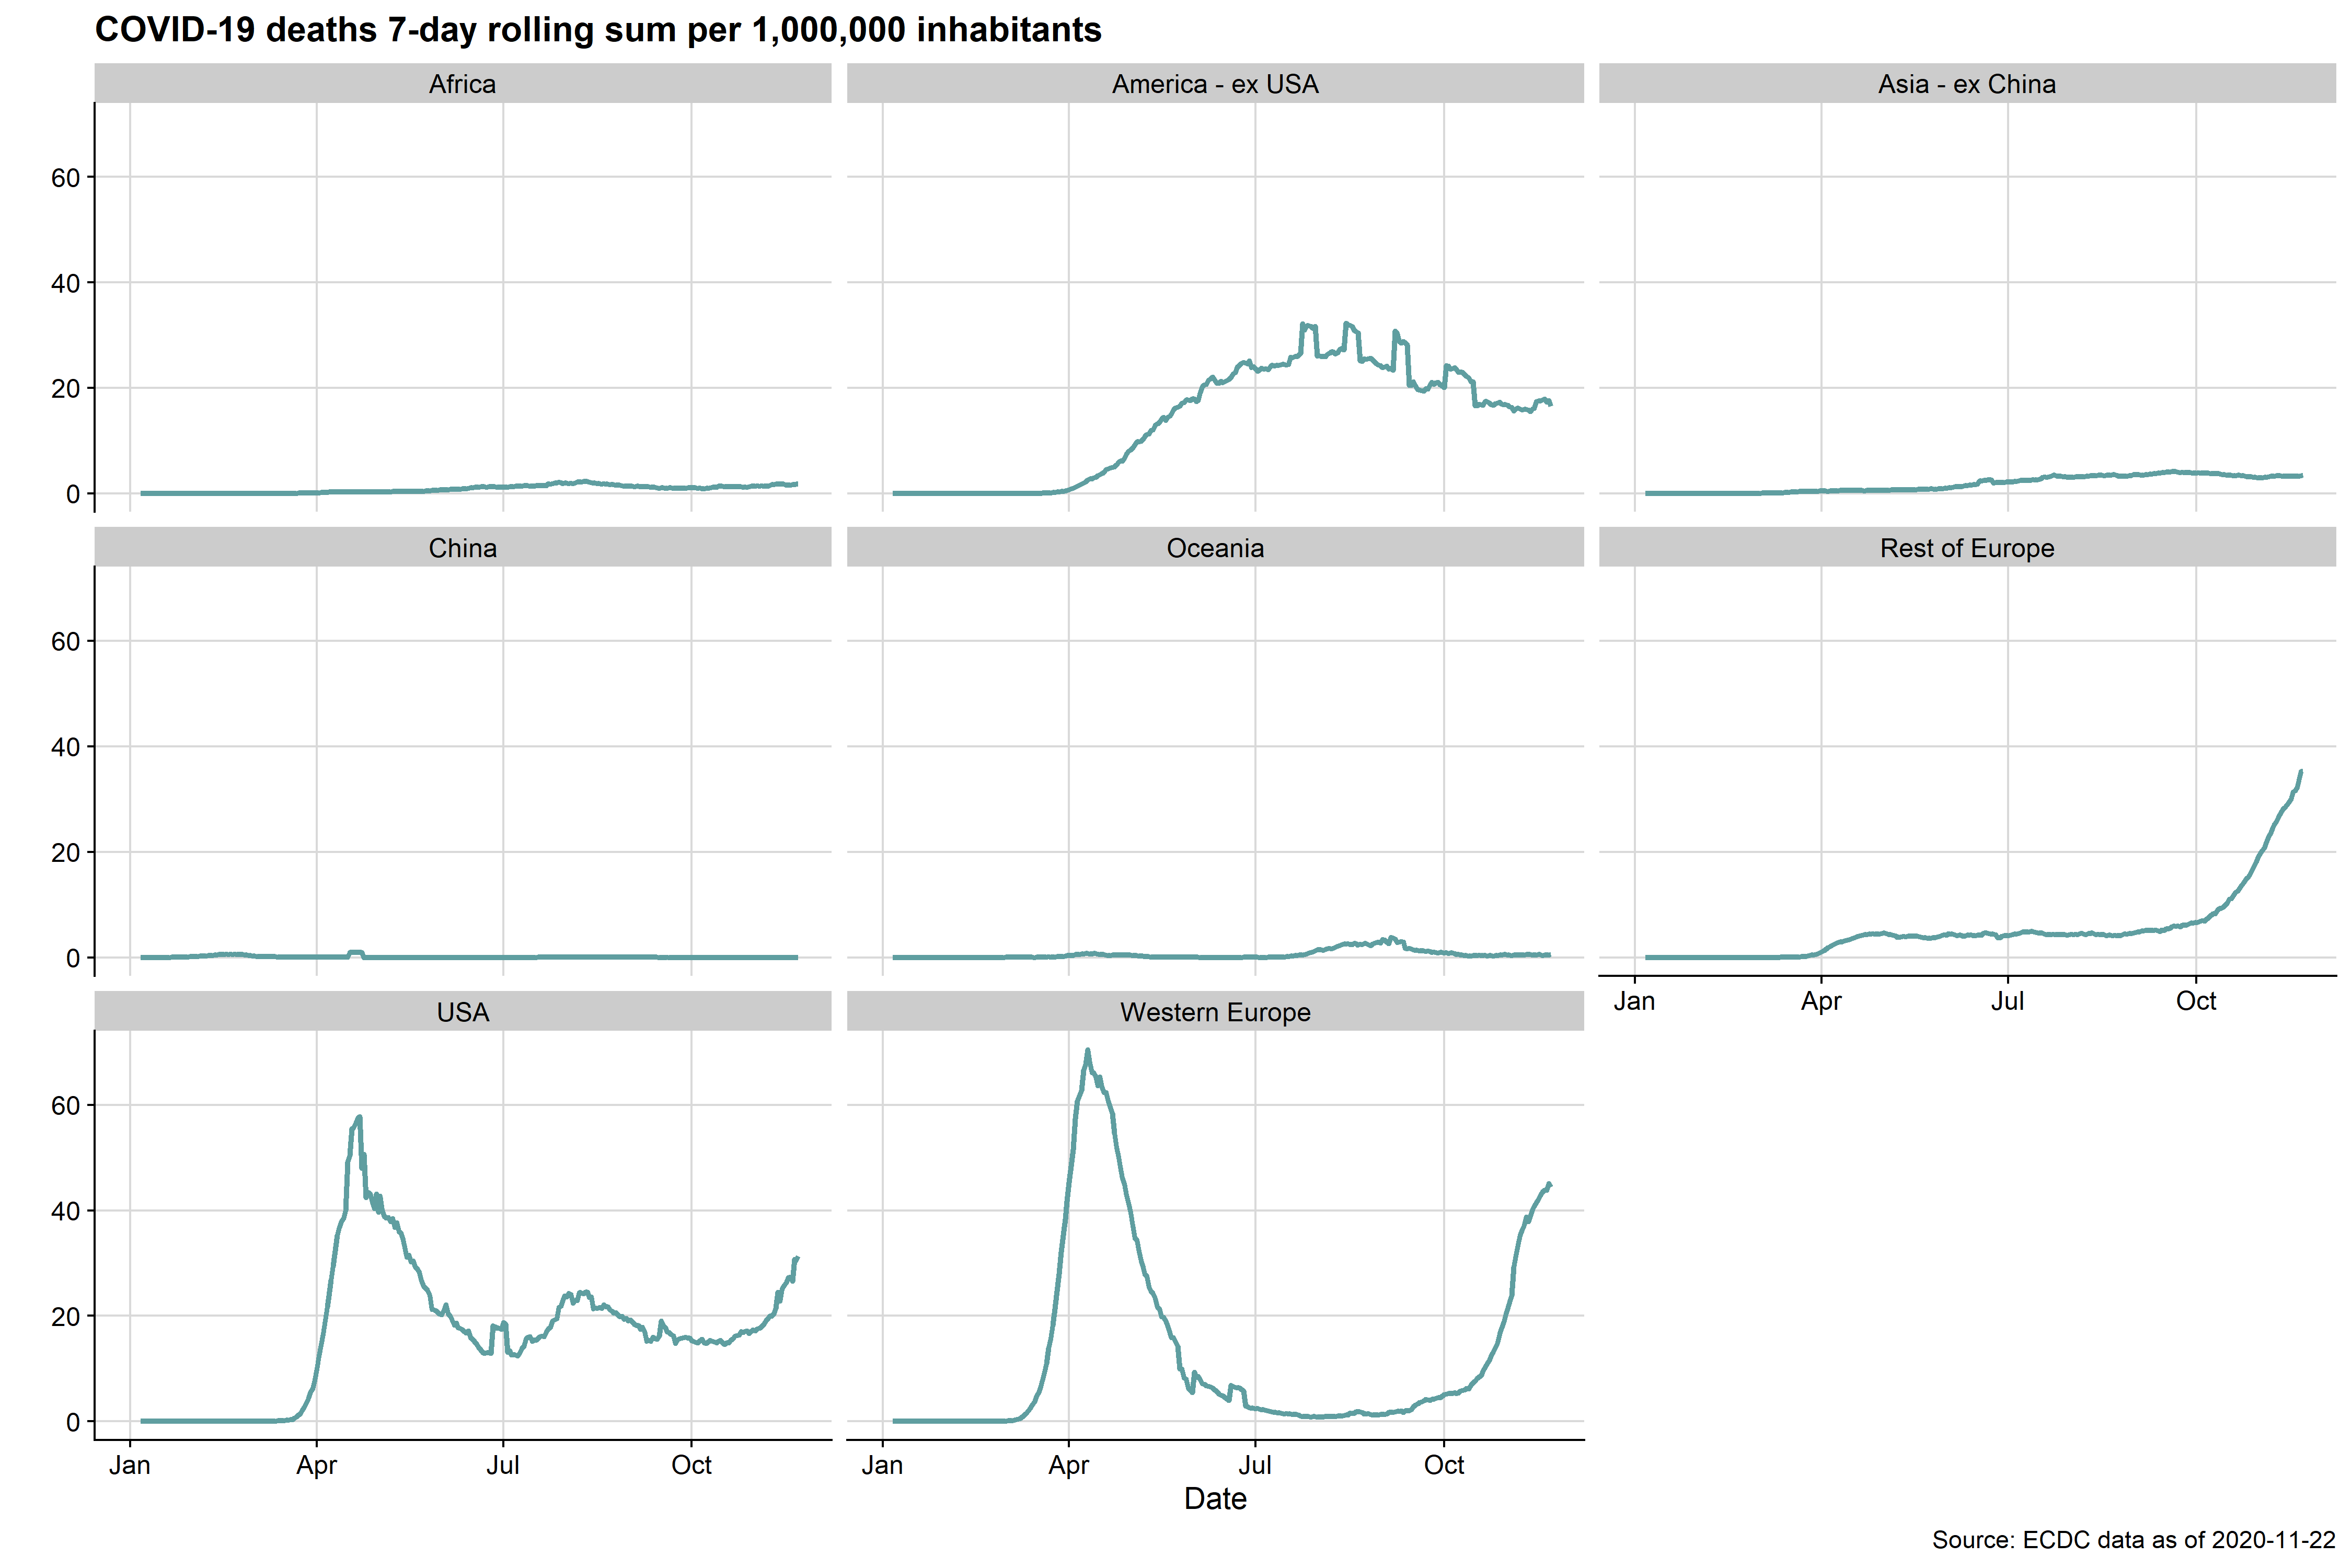 COVID-19 deaths 7-day rolling sum per 1,000,000 inhabitants
Africa
America - ex USA
Asia - ex China
60
40
20
0
China
Oceania
Rest of Europe
60
40
20
0
Jan Apr Jul Oct
USA
Western Europe
60
40
20
0
Jan Apr Jul Oct
Jan Apr Jul Oct
Date
Source: ECDC data as of 2020-11-22